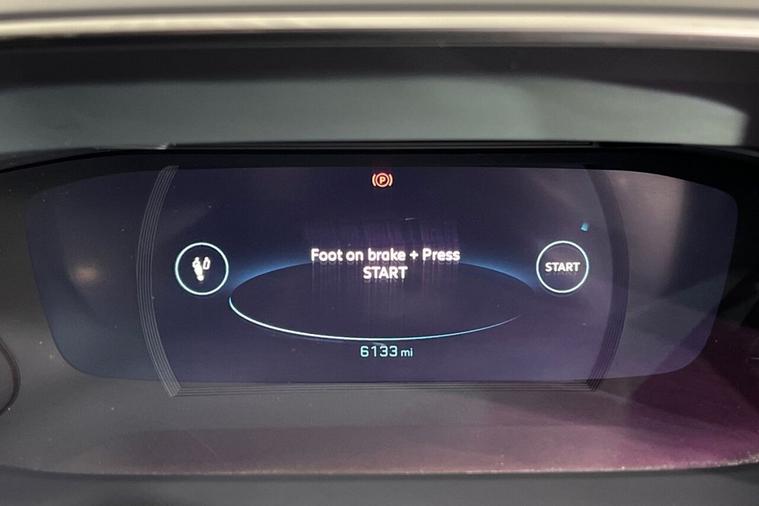 (P)
Foot on brake + Press
START
START
6133 mi